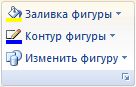 Заливка фигуры
Контур фигуры
Изменить фигуру